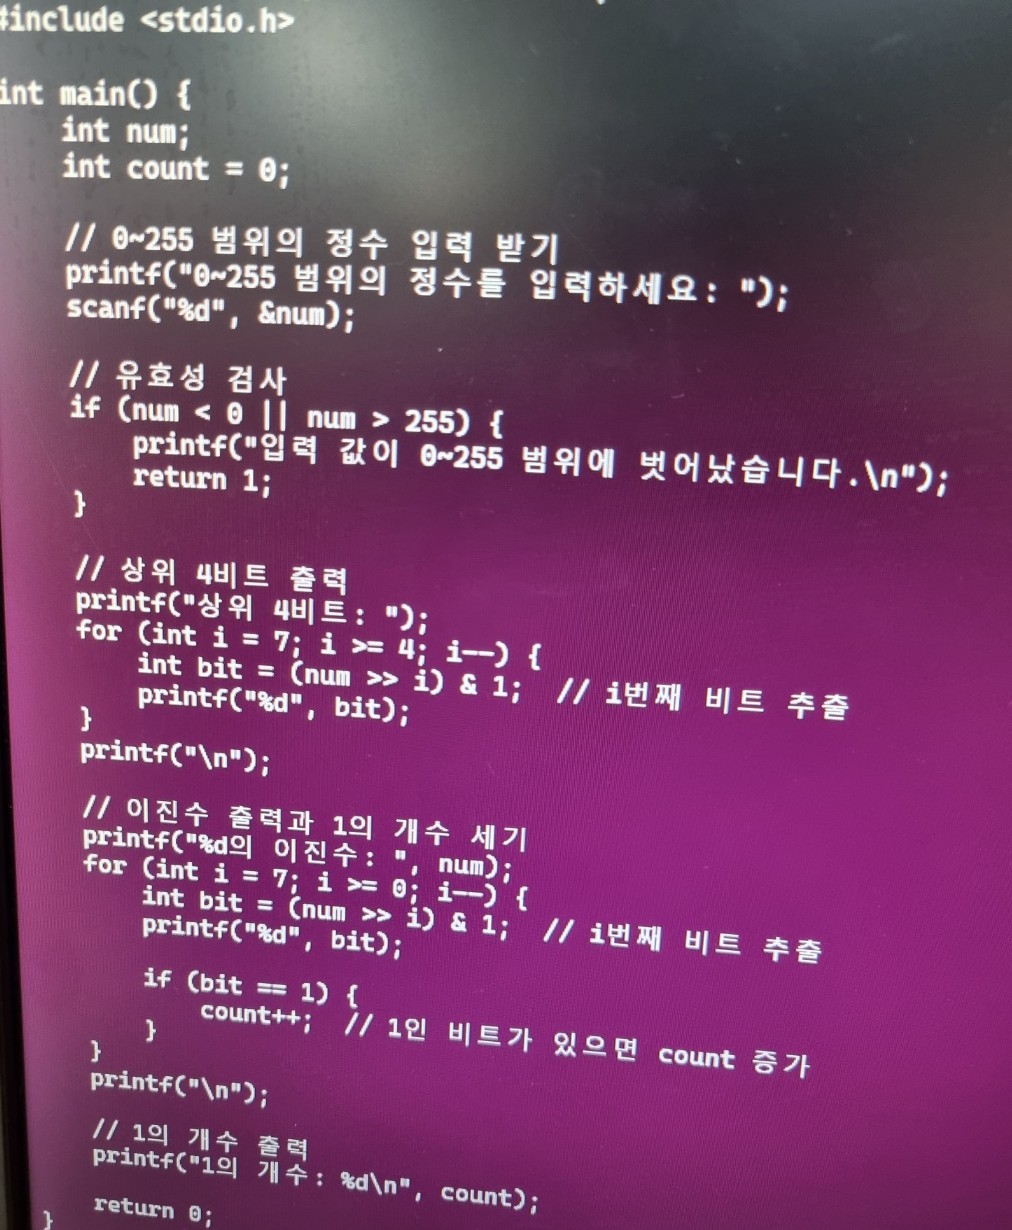 #include <stdio.h>
int main() {
int num;
int count = 0;
// 0~255 범위의 정수 입력 받기
printf("0~255 범위의 정수를 입력하세요: ");
scanf("%d", &num);
// 유효성 검사
if (num < 0 || num > 255) {
printf("입력 값이 0~255 범위에 벗어났습니다.\n");
return 1;
}
// 상위 4비트 출력
printf("상위 4비트: ");
for (int i = 7; i >= 4; i--) {
int bit = (num >> i) & 1; // i번째 비트 추출
printf("%d", bit);
}
printf("\n");
// 이진수 출력과 1의 개수 세기
printf("%d의 이진수: ", num);
for (int i = 7; i >= 0; i--) {
int bit = (num >> i) & 1; // i번째 비트 추출
printf("%d", bit);
if (bit == 1) {
count++; // 1인 비트가 있으면 count 증가
}
}
printf("\n");
// 1의 개수 출력
printf("1의 개수: %d\n", count);
return 0;
}